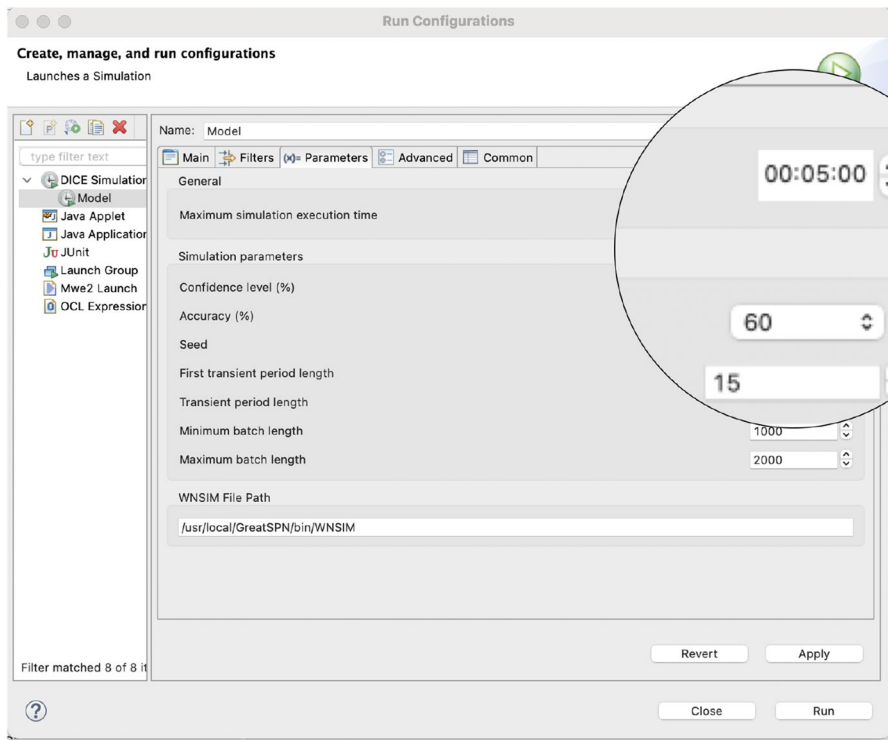 Run Configurations
Create, manage, and run configurations
Launches a Simulation
type filter text
DICE Simulation
Model
Java Applet
Java Application
JUnit
Launch Group
Mwe2 Launch
OCL Expression
Filter matched 8 of 8 it
Name: Model
Main Filters (x)= Parameters Advanced Common
General
Maximum simulation execution time 00:05:00
Simulation parameters
Confidence level (%) 60
Accuracy (%) 15
Seed
First transient period length
Transient period length
Minimum batch length 1000
Maximum batch length 2000
WNSIM File Path
/usr/local/GreatSPN/bin/WNSIM
Revert Apply
Close Run